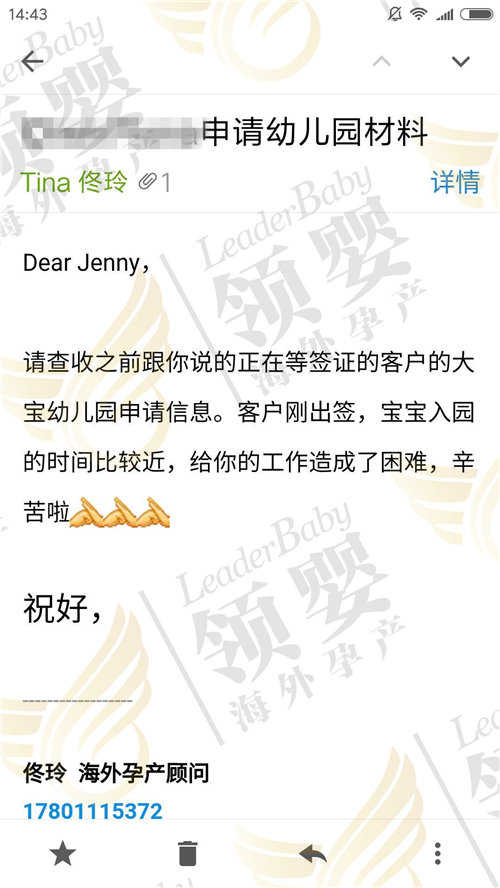 14:43
申请幼儿园材料
Tina 佟玲
1
详情
Dear Jenny，
请查收之前跟你说的正在等签证的客户的大
宝幼儿园申请信息。客户刚出签，宝宝入园
的时间比较近，给你的工作造成了困难，辛
苦啦
祝好，
--------------------
佟玲 海外孕产顾问
17801115372
LeaderBaby
领婴
海外孕产
LeaderBaby
领婴
海外孕产
LeaderBaby
领婴
海外孕产